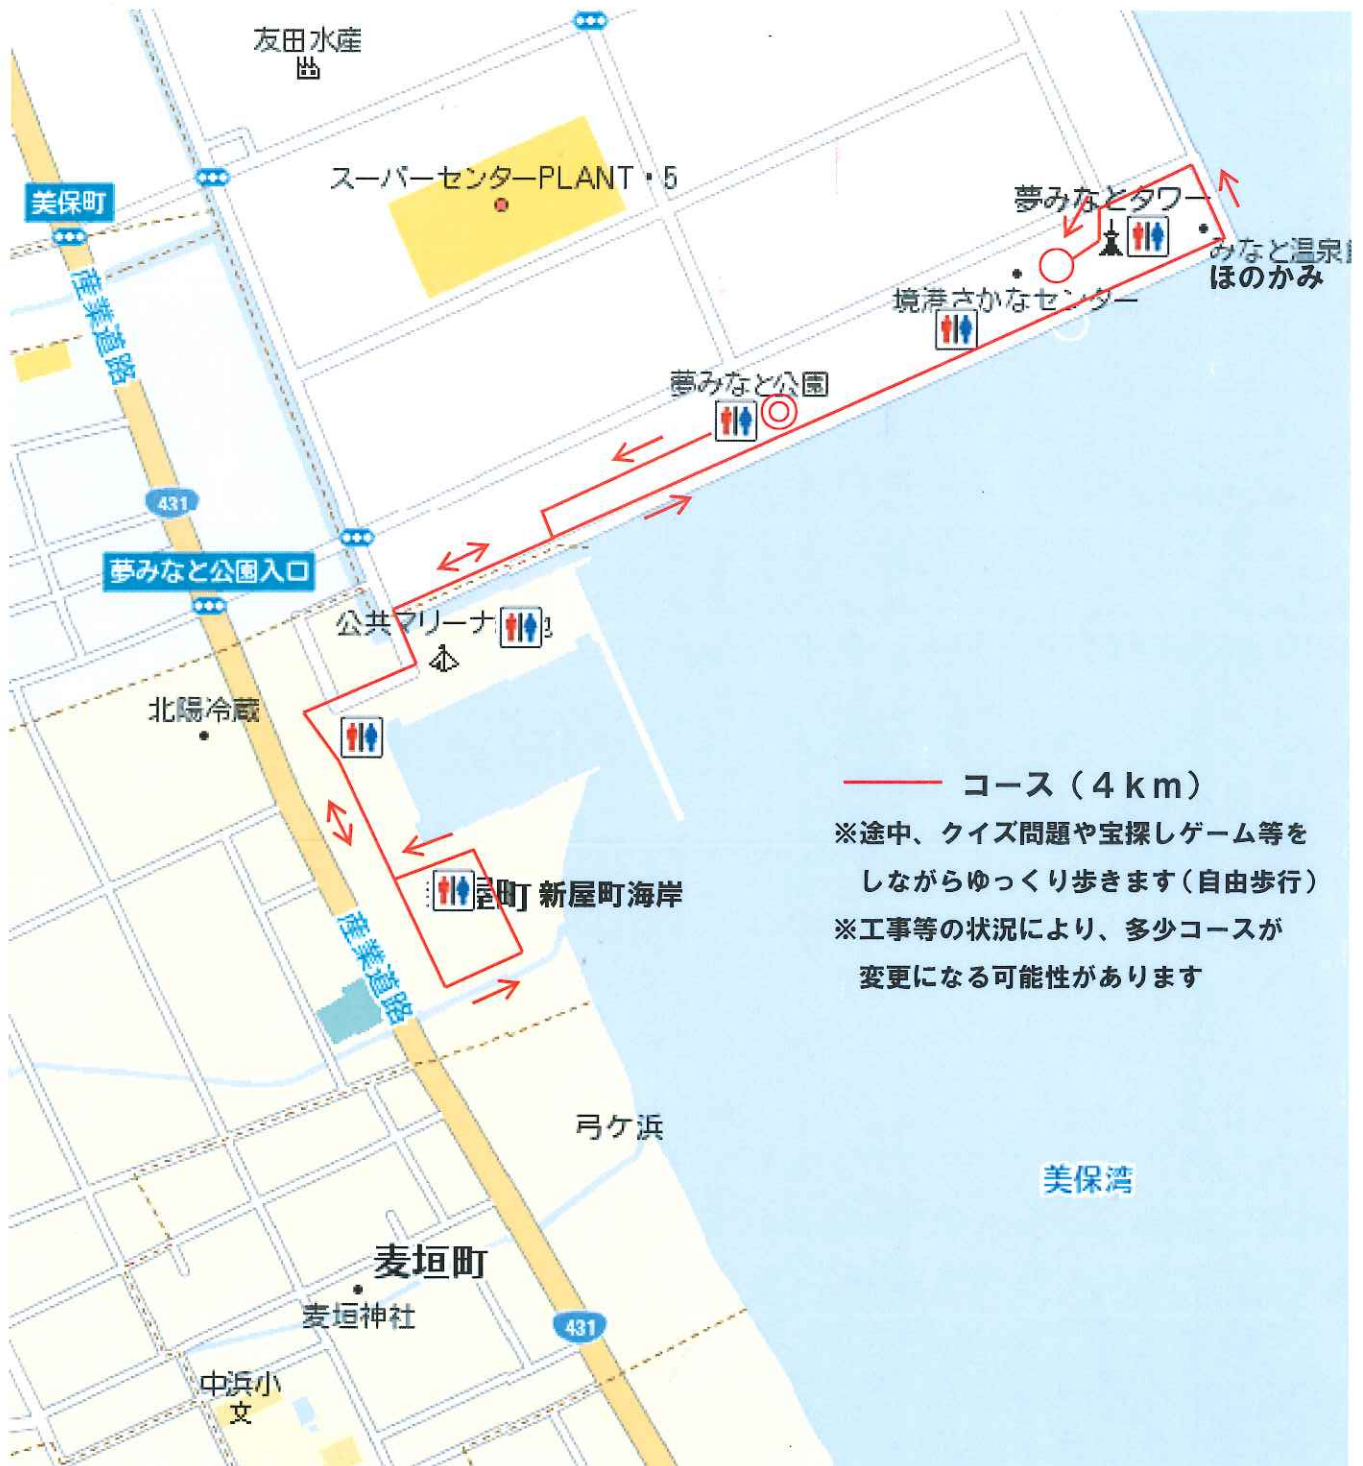 友田水産
スーパーセンターPLANT・5
美保町
産業道路
夢みなとタワー
みなと温泉
ほのかみ
境港さかなセンター
夢みなと公園
431
夢みなと公園入口
公共マリーナ
北陽冷蔵
コース（4km）
※途中、クイズ問題や宝探しゲーム等を
しながらゆっくり歩きます（自由歩行）
※工事等の状況により、多少コースが
変更になる可能性があります
屋町 新屋町海岸
産業道路
弓ケ浜
美保湾
麦垣町
麦垣神社
431
中浜小
文